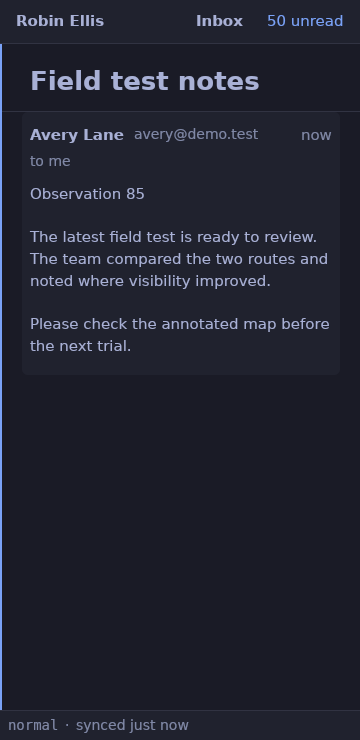 Robin Ellis Inbox 50 unread
Field test notes
Avery Lane avery@demo.test now
to me
Observation 85
The latest field test is ready to review.
The team compared the two routes and
noted where visibility improved.
Please check the annotated map before
the next trial.
normal · synced just now